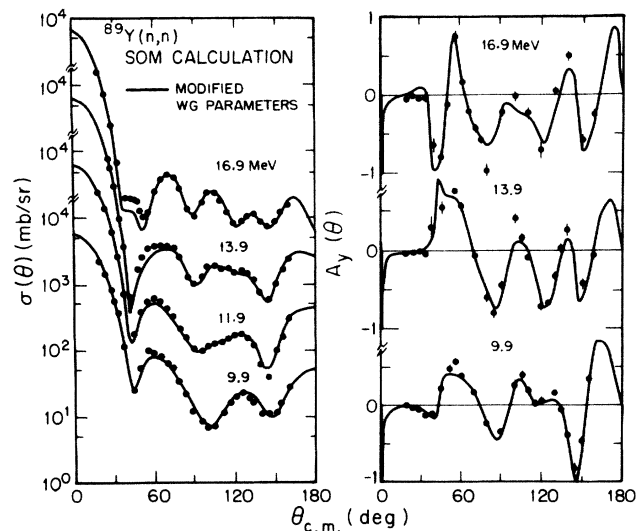 ⁸⁹Y(n,n)
SOM CALCULATION
MODIFIED
WG PARAMETERS
16.9 MeV
13.9
11.9
9.9
10⁴
10⁴
10⁴
10⁴
10³
10²
10¹
10⁰
σ(θ) (mb/sr)
0 60 120 180
16.9 MeV
13.9
9.9
1
0
-1
0
-1
0
-1
A_y(θ)
0 60 120 180
θ_c.m. (deg)